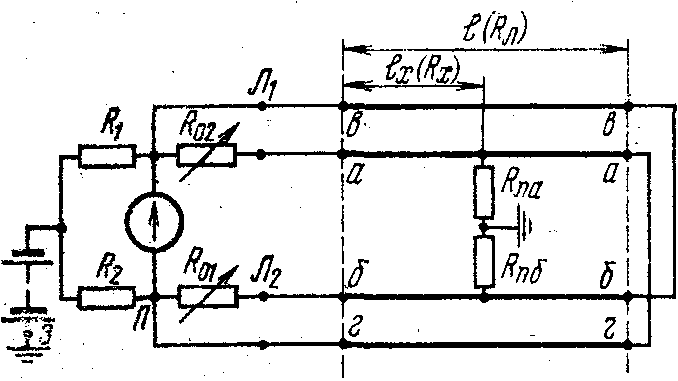 ℓ(Rл)
ℓx(Rx)
Л1
R1
R02
в
в
а
а
Rпа
R2
R01
Л2
Rпб
П
б
б
З
г
г